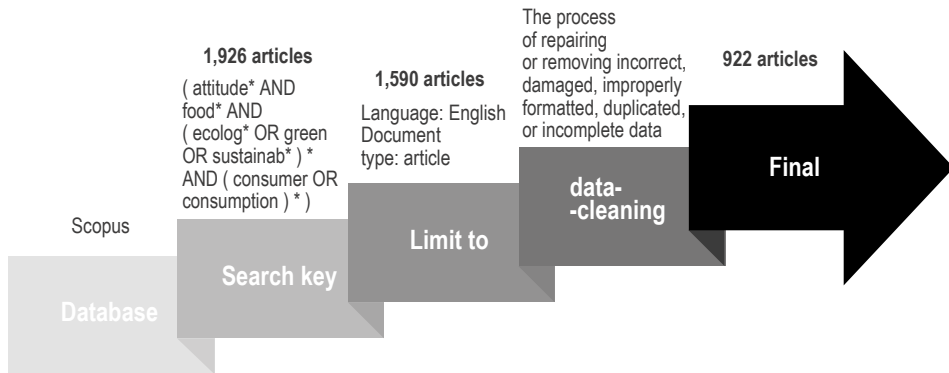 Scopus
Database
1,926 articles
( attitude* AND
food* AND
( ecolog* OR green
OR sustainab* ) *
AND ( consumer OR
consumption ) * )
Search key
1,590 articles
Language: English
Document
type: article
Limit to
The process
of repairing
or removing incorrect,
damaged, improperly
formatted, duplicated,
or incomplete data
data-
-cleaning
922 articles
Final